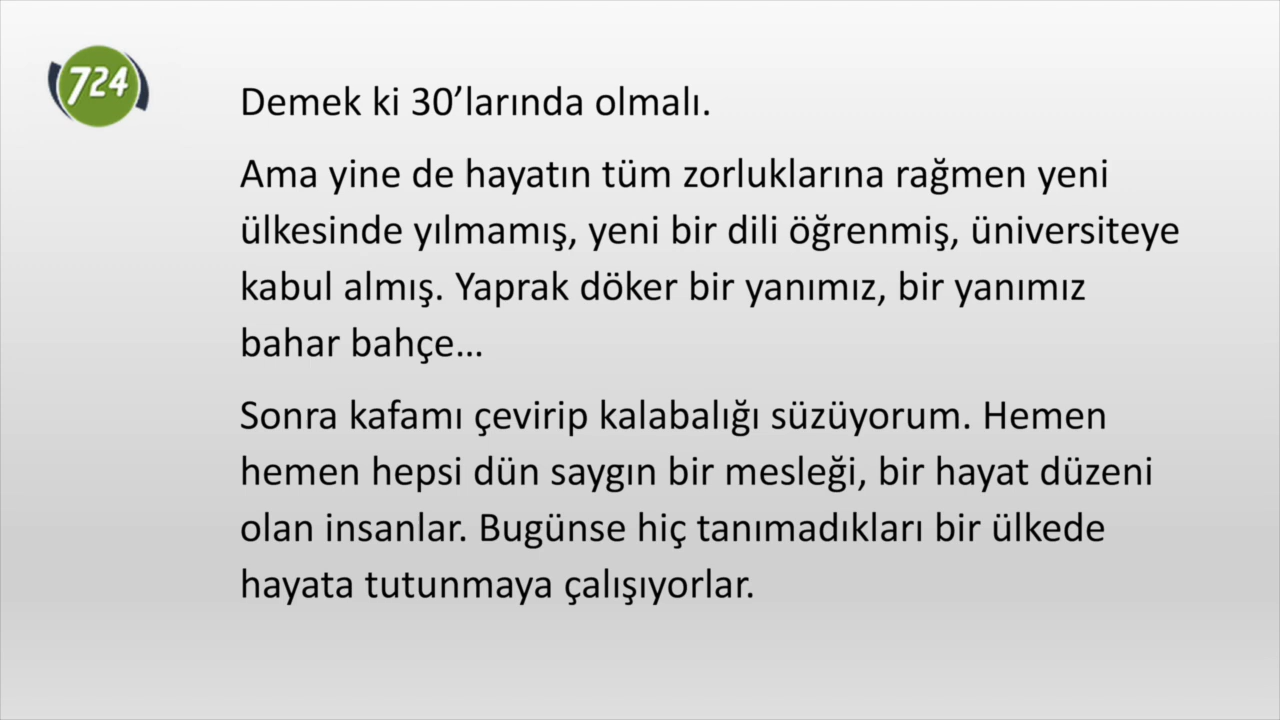 724
Demek ki 30’larında olmalı.
Ama yine de hayatın tüm zorluklarına rağmen yeni
ülkesinde yılmamış, yeni bir dili öğrenmiş, üniversiteye
kabul almış. Yaprak döker bir yanımız, bir yanımız
bahar bahçe…
Sonra kafamı çevirip kalabalığı süzüyorum. Hemen
hemen hepsi dün saygın bir mesleği, bir hayat düzeni
olan insanlar. Bugünse hiç tanımadıkları bir ülkede
hayata tutunmaya çalışıyorlar.